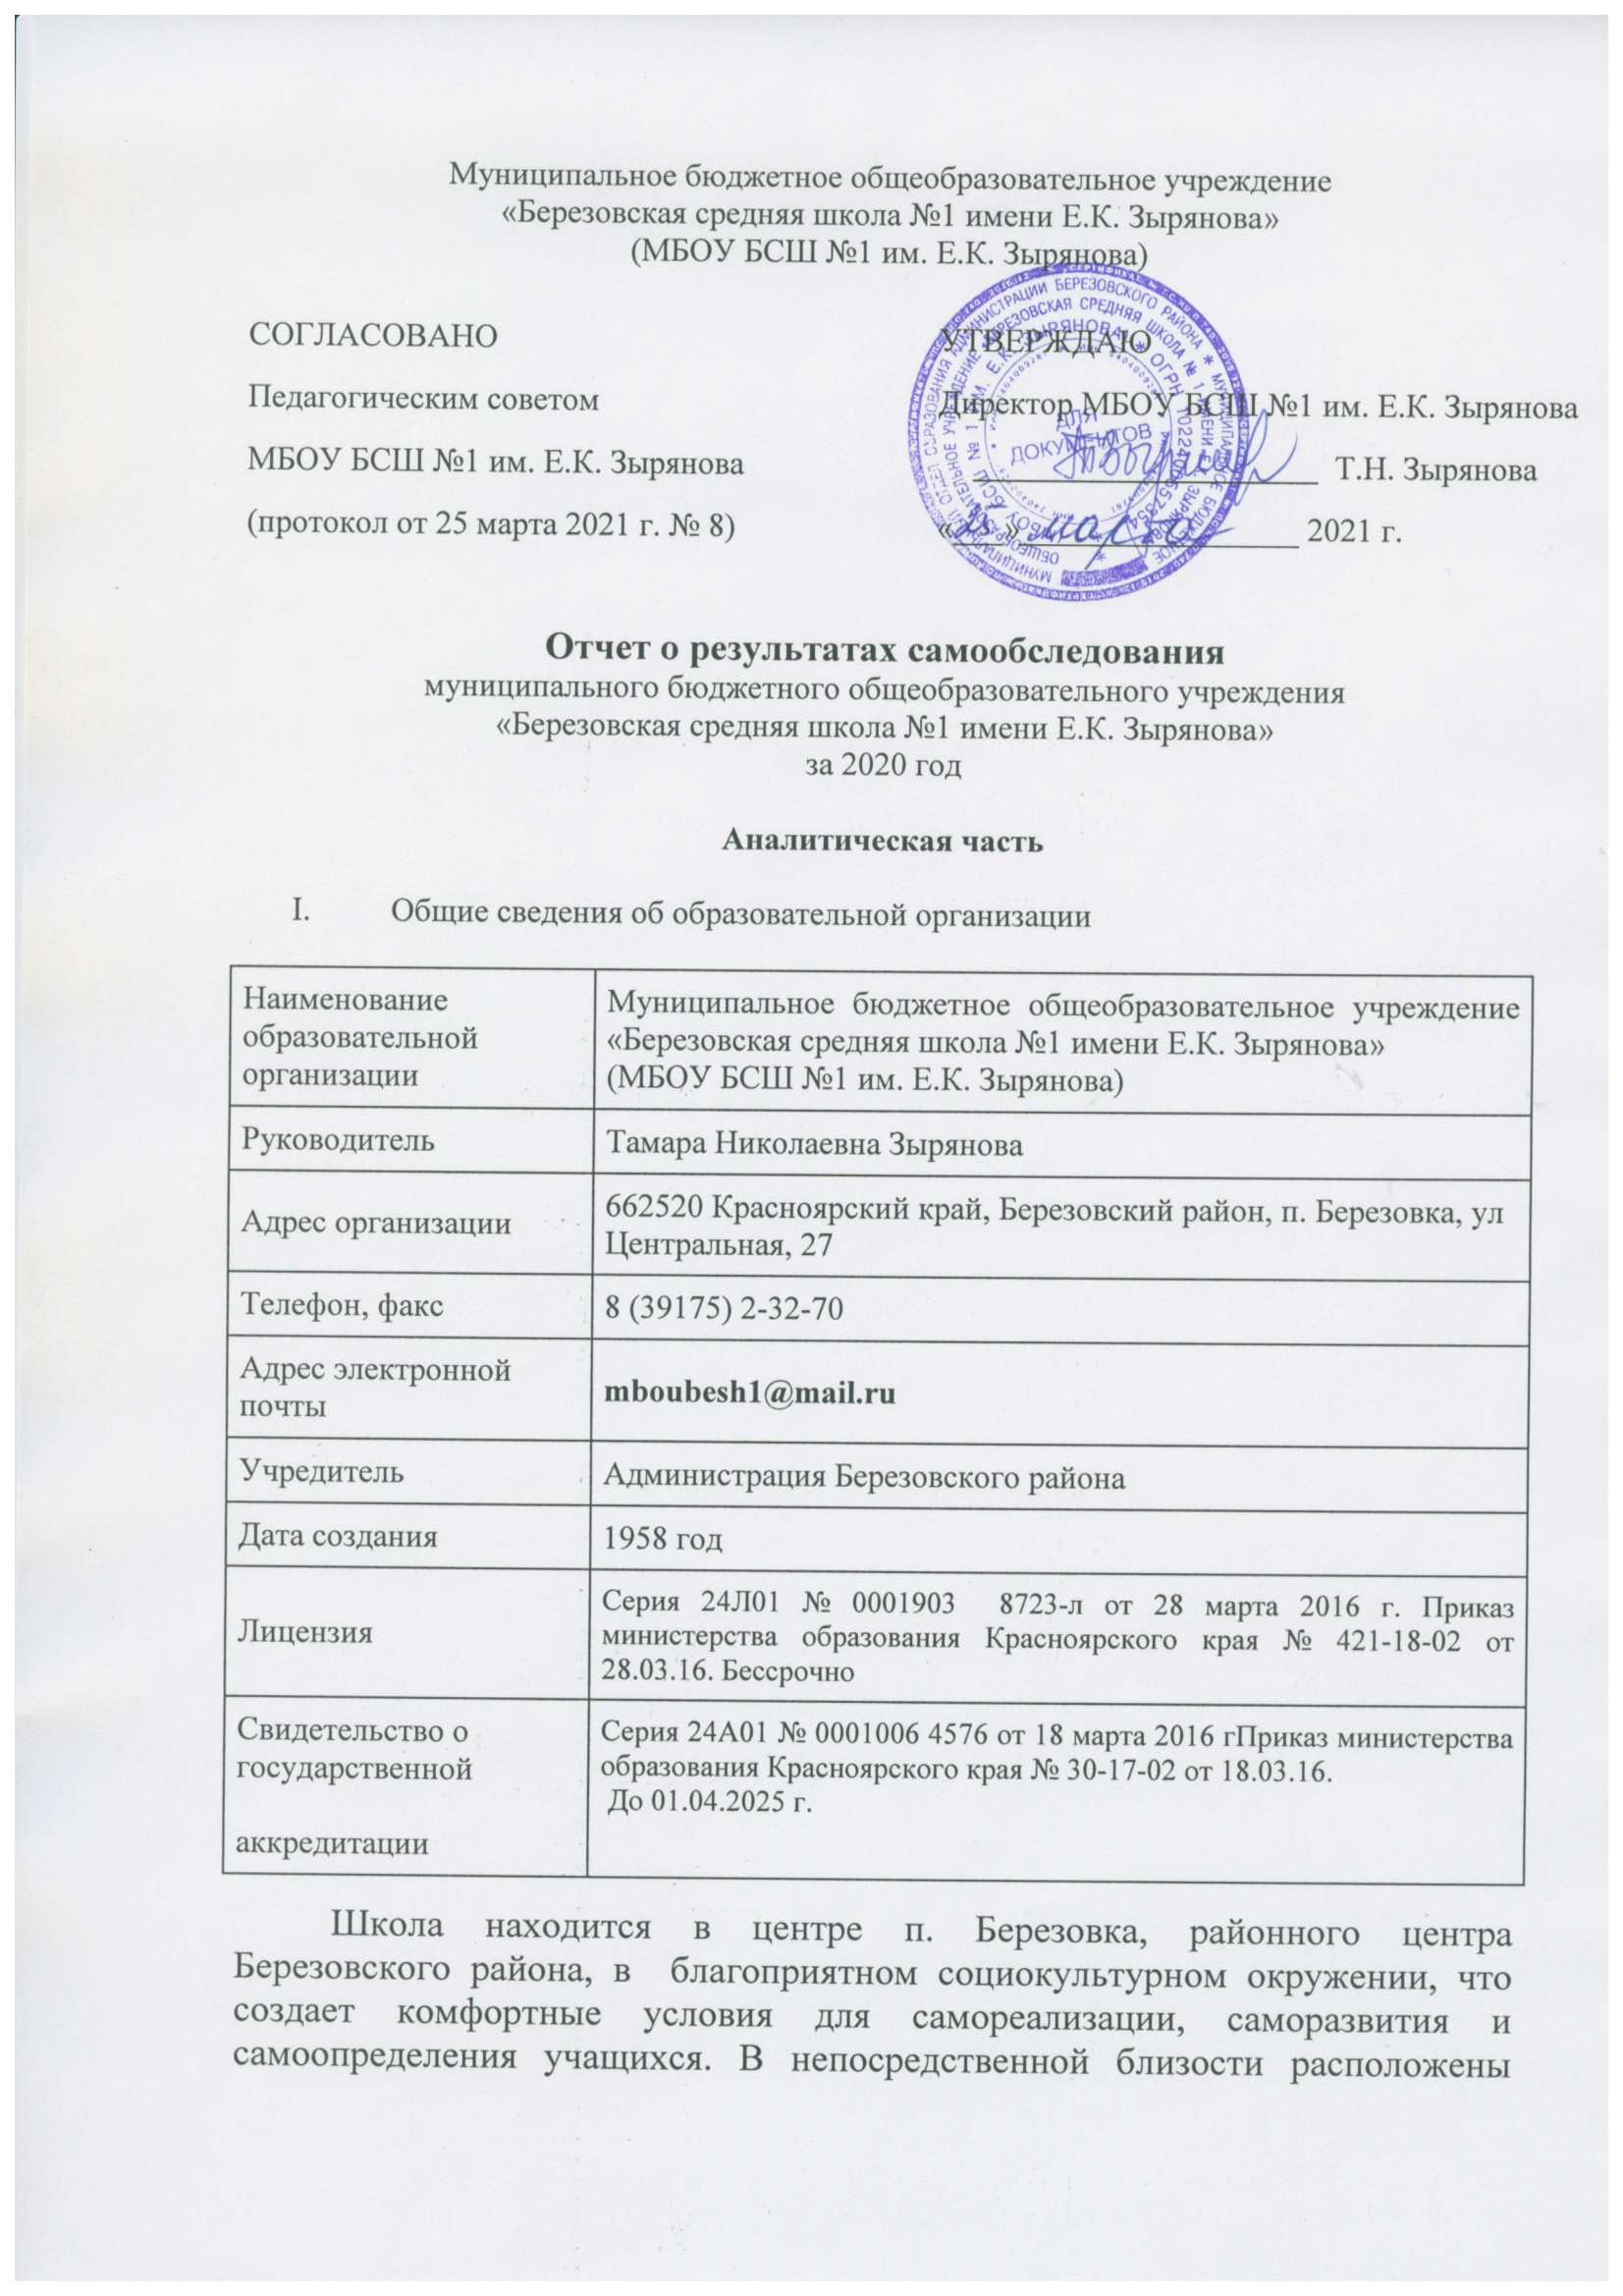 Муниципальное бюджетное общеобразовательное учреждение
«Березовская средняя школа №1 имени Е.К. Зырянова»
(МБОУ БСШ №1 им. Е.К. Зырянова)
СОГЛАСОВАНО
Педагогическим советом
МБОУ БСШ №1 им. Е.К. Зырянова
(протокол от 25 марта 2021 г. № 8)
УТВЕРЖДАЮ
Директор МБОУ БСШ №1 им. Е.К. Зырянова
Т.Н. Зырянова
«25» марта 2021 г.
ДЛЯ
ДОКУМЕНТОВ
Отчет о результатах самообследования
муниципального бюджетного общеобразовательного учреждения
«Березовская средняя школа №1 имени Е.К. Зырянова»
за 2020 год
Аналитическая часть
I. Общие сведения об образовательной организации
Наименование
образовательной
организации
Муниципальное бюджетное общеобразовательное учреждение
«Березовская средняя школа №1 имени Е.К. Зырянова»
(МБОУ БСШ №1 им. Е.К. Зырянова)
Руководитель
Тамара Николаевна Зырянова
Адрес организации
662520 Красноярский край, Березовский район, п. Березовка, ул
Центральная, 27
Телефон, факс
8 (39175) 2-32-70
Адрес электронной
почты
mboubesh1@mail.ru
Учредитель
Администрация Березовского района
Дата создания
1958 год
Лицензия
Серия 24Л01 № 0001903 8723-л от 28 марта 2016 г. Приказ
министерства образования Красноярского края № 421-18-02 от
28.03.16. Бессрочно
Свидетельство о
государственной
аккредитации
Серия 24А01 № 0001006 4576 от 18 марта 2016 гПриказ министерства
образования Красноярского края № 30-17-02 от 18.03.16.
До 01.04.2025 г.
Школа находится в центре п. Березовка, районного центра
Березовского района, в благоприятном социокультурном окружении, что
создает комфортные условия для самореализации, саморазвития и
самоопределения учащихся. В непосредственной близости расположены